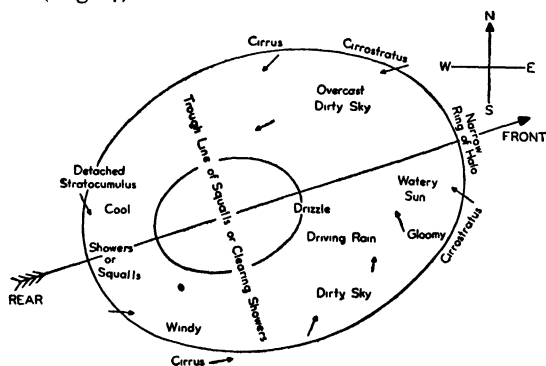 Cirrus
Cirrostratus
N
W E
S
Overcast
Dirty Sky
Narrow
Ring of Halo
FRONT
Trough Line of Squalls or Clearing Showers
Detached
Stratocumulus
Cool
Watery
Sun
Drizzle
Driving Rain
Gloomy
Cirrostratus
Showers
or
Squalls
REAR
Dirty Sky
Windy
Cirrus